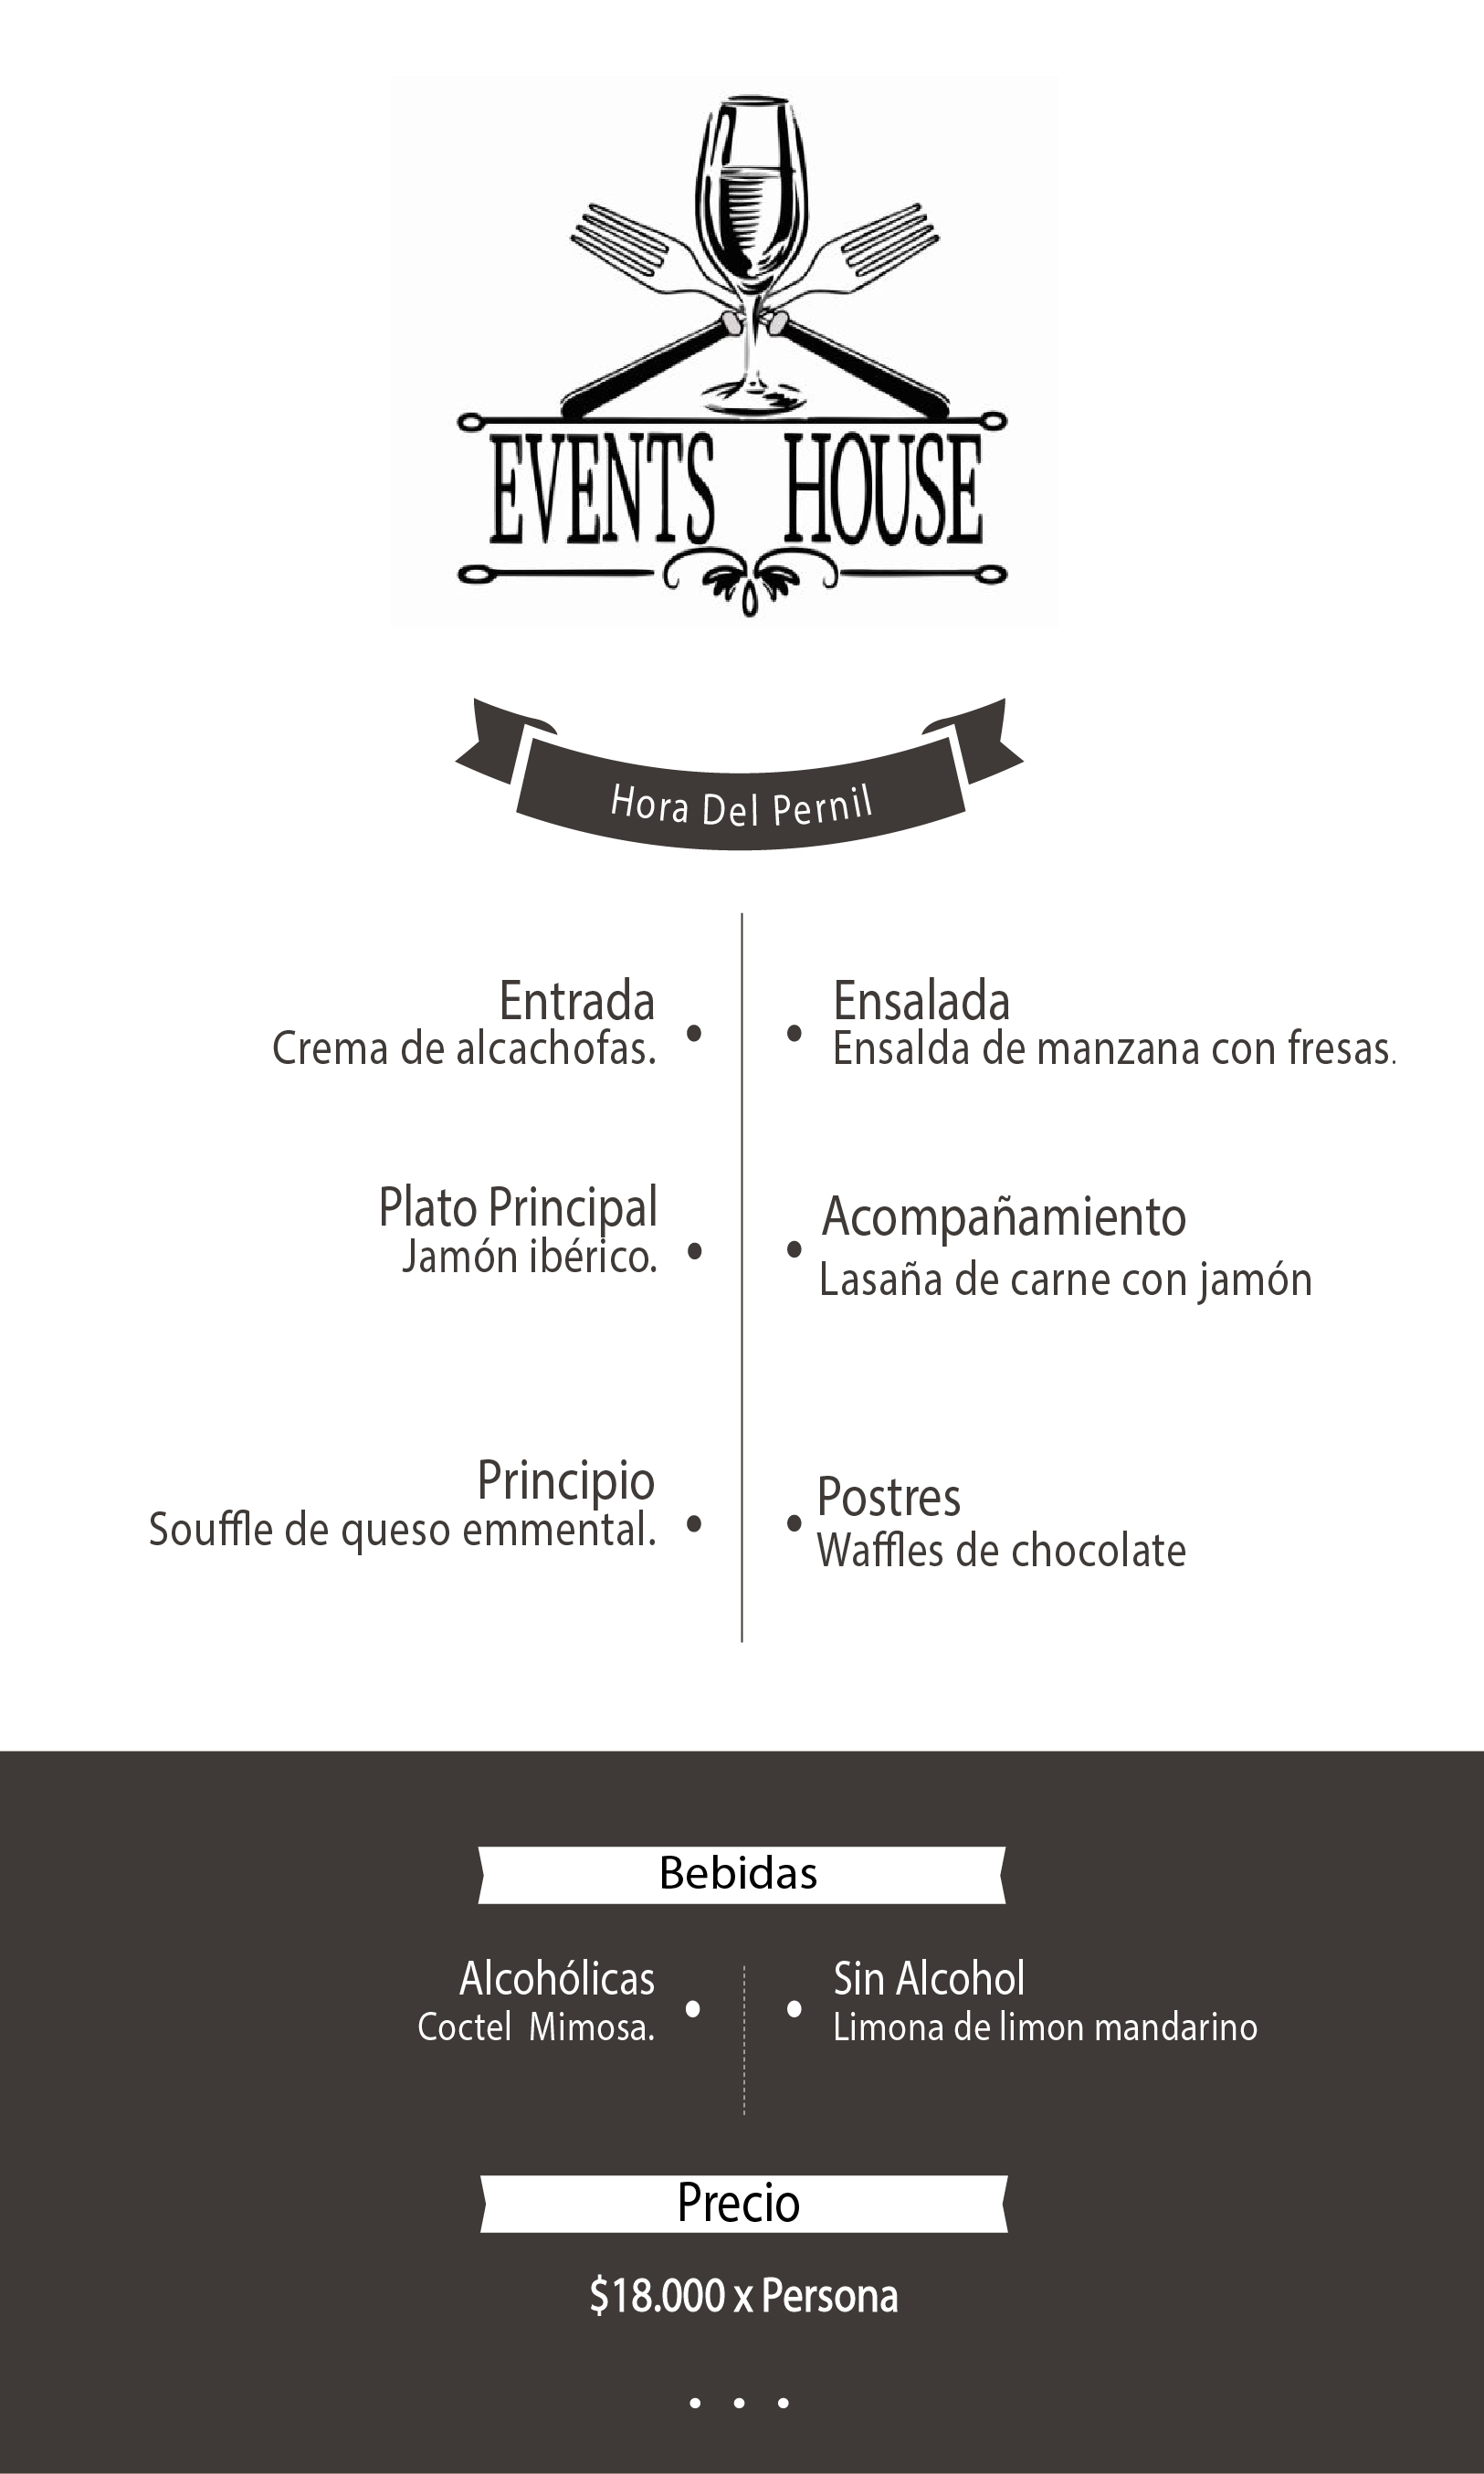 EVENTS HOUSE
Hora Del Pernil
Entrada
Crema de alcachofas.
Ensalada
Ensalda de manzana con fresas.
Plato Principal
Jamón ibérico.
Acompañamiento
Lasaña de carne con jamón
Principio
Souffle de queso emmental.
Postres
Waffles de chocolate
Bebidas
Alcohólicas
Coctel Mimosa.
Sin Alcohol
Limona de limon mandarino
Precio
$18.000 x Persona